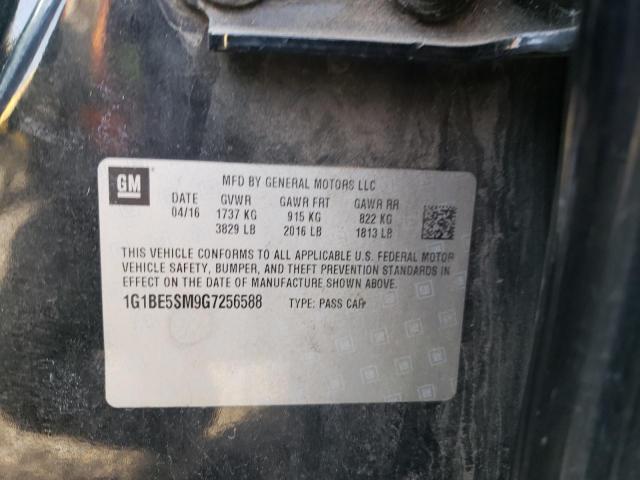 GM
MFD BY GENERAL MOTORS LLC
DATE GVWR GAWR FRT GAWR RR
04/16 1737 KG 915 KG 822 KG
3829 LB 2016 LB 1813 LB
THIS VEHICLE CONFORMS TO ALL APPLICABLE U.S. FEDERAL MOTOR
VEHICLE SAFETY, BUMPER, AND THEFT PREVENTION STANDARDS IN
EFFECT ON THE DATE OF MANUFACTURE SHOWN ABOVE.
1G1BE5SM9G7256588 TYPE: PASS CAR